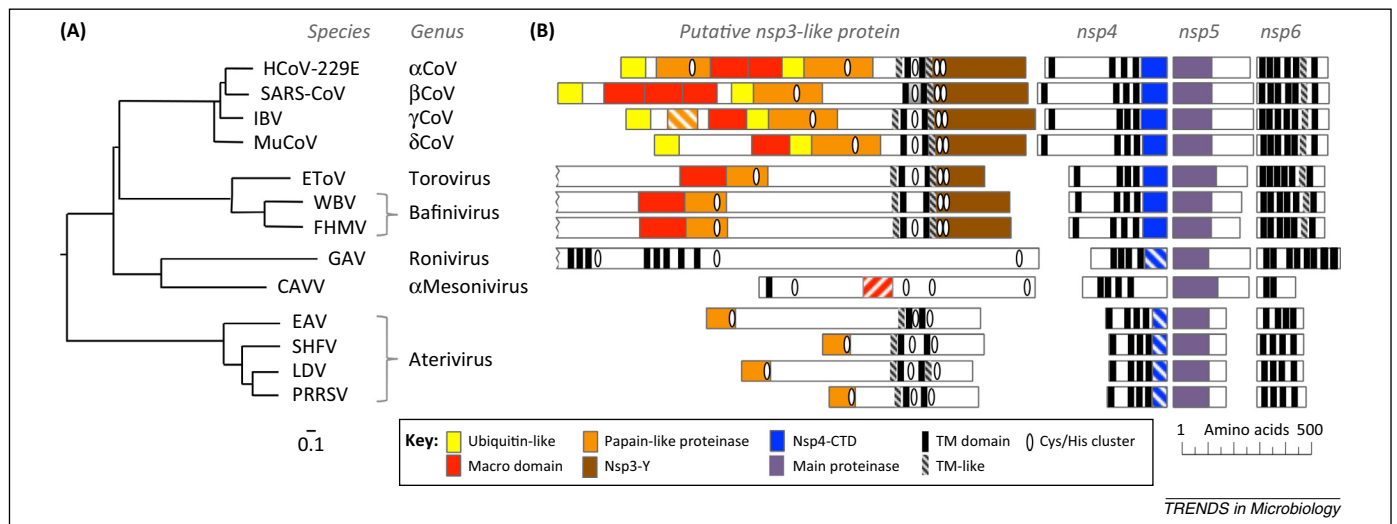 (A) Species Genus (B) Putative nsp3-like protein nsp4 nsp5 nsp6
HCoV-229E αCoV
SARS-CoV βCoV
IBV γCoV
MuCoV δCoV
EToV Torovirus
WBV
Bafinivirus
FHMV
GAV Ronivirus
CAVV αMesonivirus
EAV
SHFV
Aterivirus
LDV
PRRSV
0.1
Key: Ubiquitin-like Papain-like proteinase Nsp4-CTD TM domain Cys/His cluster
Macro domain Nsp3-Y Main proteinase TM-like
1 Amino acids 500
TRENDS in Microbiology